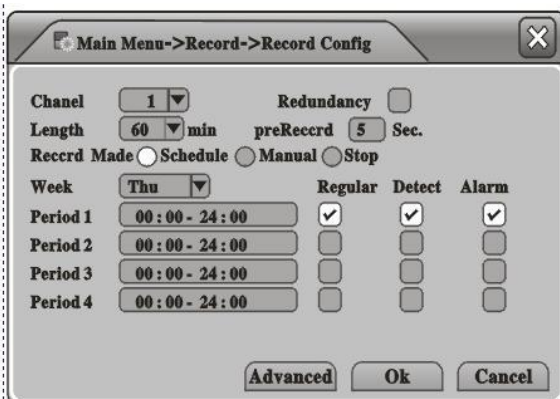 Main Menu->Record->Record Config
Chanel 1 Redundancy
Length 60 min preReccrd 5 Sec.
Reccrd Made Schedule Manual Stop
Week Thu Regular Detect Alarm
Period 1 00:00-24:00
Period 2 00:00-24:00
Period 3 00:00-24:00
Period 4 00:00-24:00
Advanced Ok Cancel